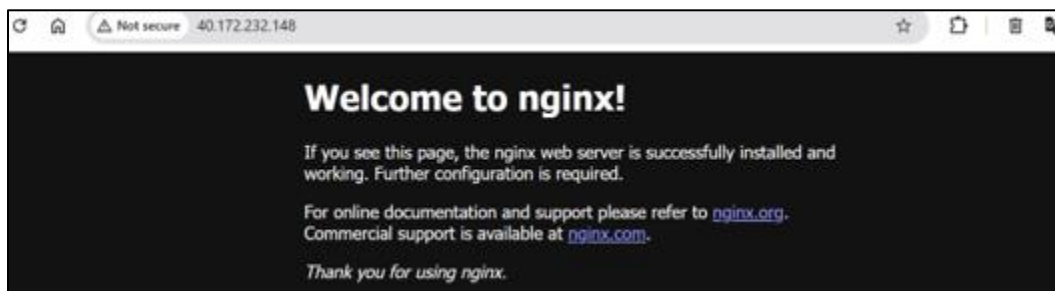 Not secure 40.172.232.148
Welcome to nginx!
If you see this page, the nginx web server is successfully installed and
working. Further configuration is required.
For online documentation and support please refer to nginx.org.
Commercial support is available at nginx.com.
Thank you for using nginx.